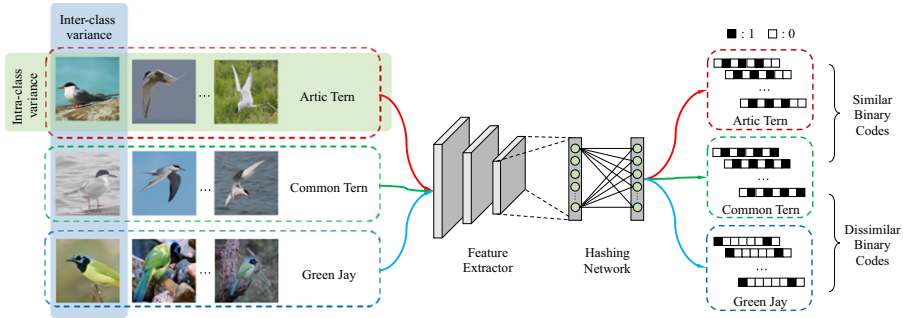 Inter-class
variance
Intra-class
variance
...
Artic Tern
...
Common Tern
...
Green Jay
Feature
Extractor
Hashing
Network
: 1 : 0
...
Artic Tern
...
Common Tern
...
Green Jay
Similar
Binary
Codes
Dissimilar
Binary
Codes